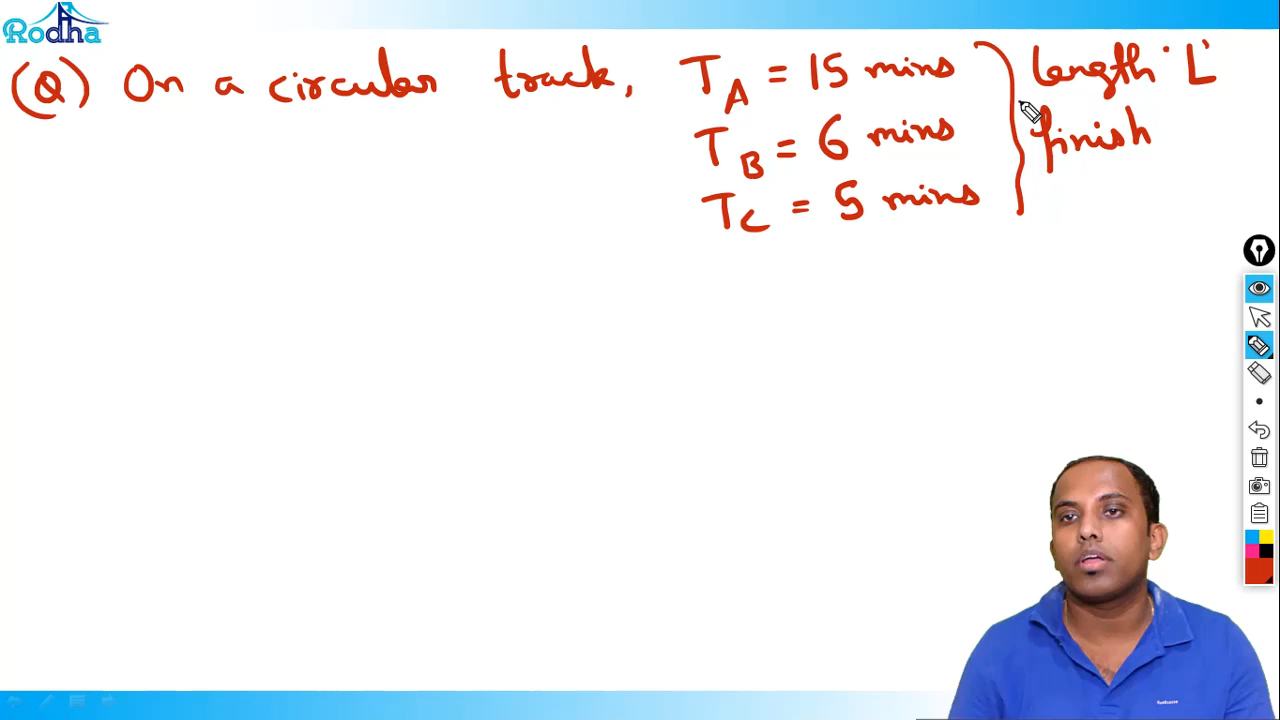 Rodha
(Q) On a circular track, T_A = 15 mins length 'L'
T_B = 6 mins finish
T_C = 5 mins